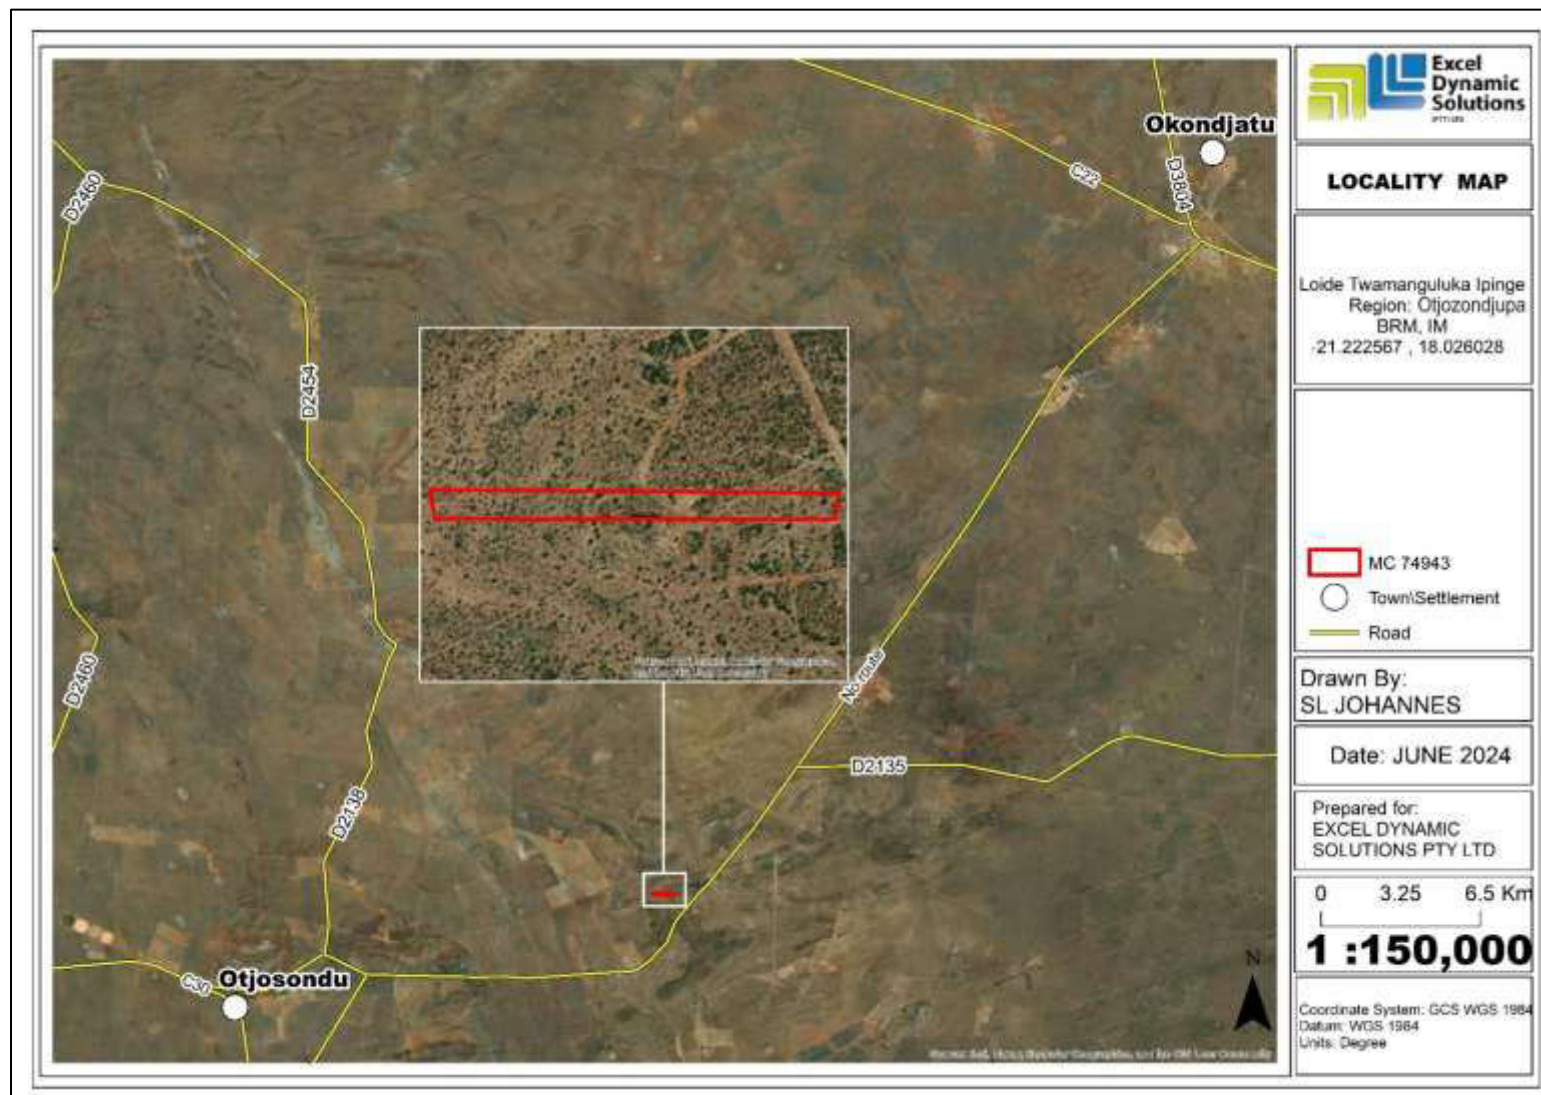 Okondjatu
C22
D3804
D2460
D2454
No route
D2460
D2135
D2138
Otjosondu
C30
N
Excel
Dynamic
Solutions
(PTY) LTD
LOCALITY MAP
Loide Twamanguluka Ipinge
Region: Otjozondjupa
BRM, IM
-21.222567 , 18.026028
MC 74943
Town\Settlement
Road
Drawn By:
SL JOHANNES
Date: JUNE 2024
Prepared for:
EXCEL DYNAMIC
SOLUTIONS PTY LTD
0 3.25 6.5 Km
1 :150,000
Coordinate System: GCS WGS 1984
Datum: WGS 1984
Units: Degree